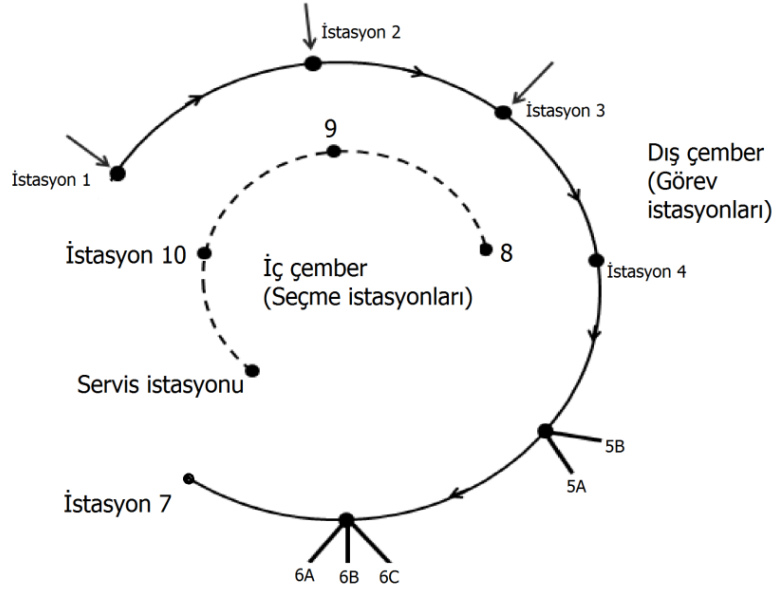 İstasyon 2
İstasyon 3
9
Dış çember
(Görev
istasyonları)
İstasyon 1
İstasyon 10
8
İç çember
(Seçme istasyonları)
İstasyon 4
Servis istasyonu
5B
5A
İstasyon 7
6A
6B
6C